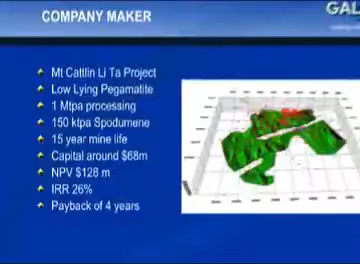 COMPANY MAKER
GAL
Mt Cattlin Li Ta Project
Low Lying Pegamatite
1 Mtpa processing
150 ktpa Spodumene
15 year mine life
Capital around $68m
NPV $128 m
IRR 26%
Payback of 4 years